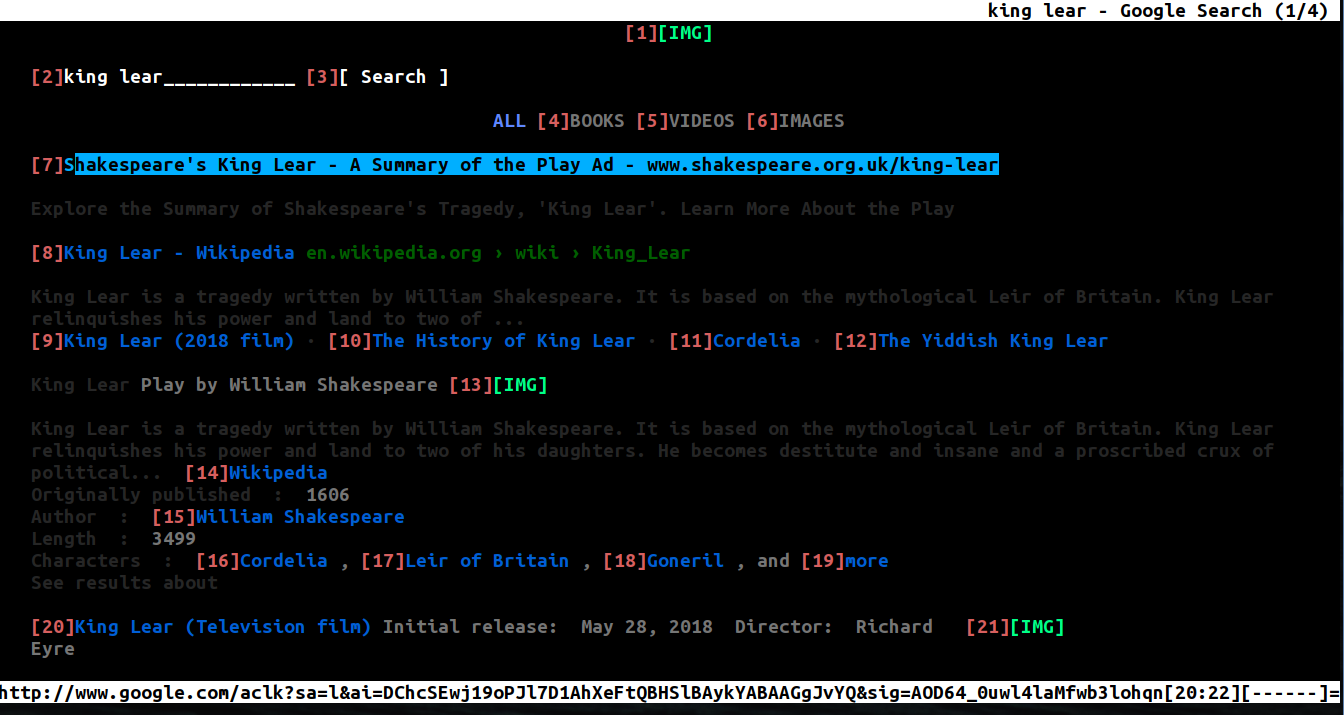 king lear - Google Search (1/4)
[1][IMG]
[2]king lear____________ [3][ Search ]
ALL [4]BOOKS [5]VIDEOS [6]IMAGES
[7]Shakespeare's King Lear - A Summary of the Play Ad - www.shakespeare.org.uk/king-lear
Explore the Summary of Shakespeare's Tragedy, 'King Lear'. Learn More About the Play
[8]King Lear - Wikipedia en.wikipedia.org › wiki › King_Lear
King Lear is a tragedy written by William Shakespeare. It is based on the mythological Leir of Britain. King Lear
relinquishes his power and land to two of ...
[9]King Lear (2018 film) · [10]The History of King Lear · [11]Cordelia · [12]The Yiddish King Lear
King Lear Play by William Shakespeare [13][IMG]
King Lear is a tragedy written by William Shakespeare. It is based on the mythological Leir of Britain. King Lear
relinquishes his power and land to two of his daughters. He becomes destitute and insane and a proscribed crux of
political... [14]Wikipedia
Originally published : 1606
Author : [15]William Shakespeare
Length : 3499
Characters : [16]Cordelia , [17]Leir of Britain , [18]Goneril , and [19]more
See results about
[20]King Lear (Television film) Initial release: May 28, 2018 Director: Richard [21][IMG]
Eyre
http://www.google.com/aclk?sa=l&ai=DChcSEwj19oPJl7D1AhXeFtQBHSlBAykYABAAGgJvYQ&sig=AOD64_0uwl4laMfwb3lohqn[20:22][------]=